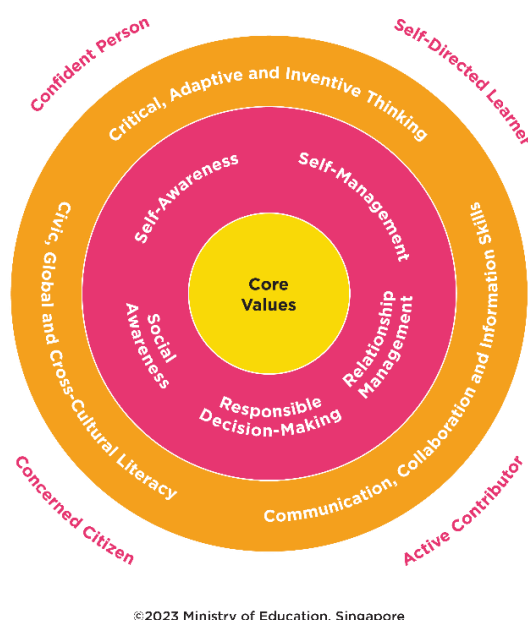 Confident Person
Self-Directed Learner
Critical, Adaptive and Inventive Thinking
Self-Awareness
Self-Management
Civic, Global and Cross-Cultural Literacy
Communication, Collaboration and Information Skills
Core
Values
Social
Awareness
Relationship
Management
Responsible
Decision-Making
Concerned Citizen
Active Contributor
©2023 Ministry of Education, Singapore